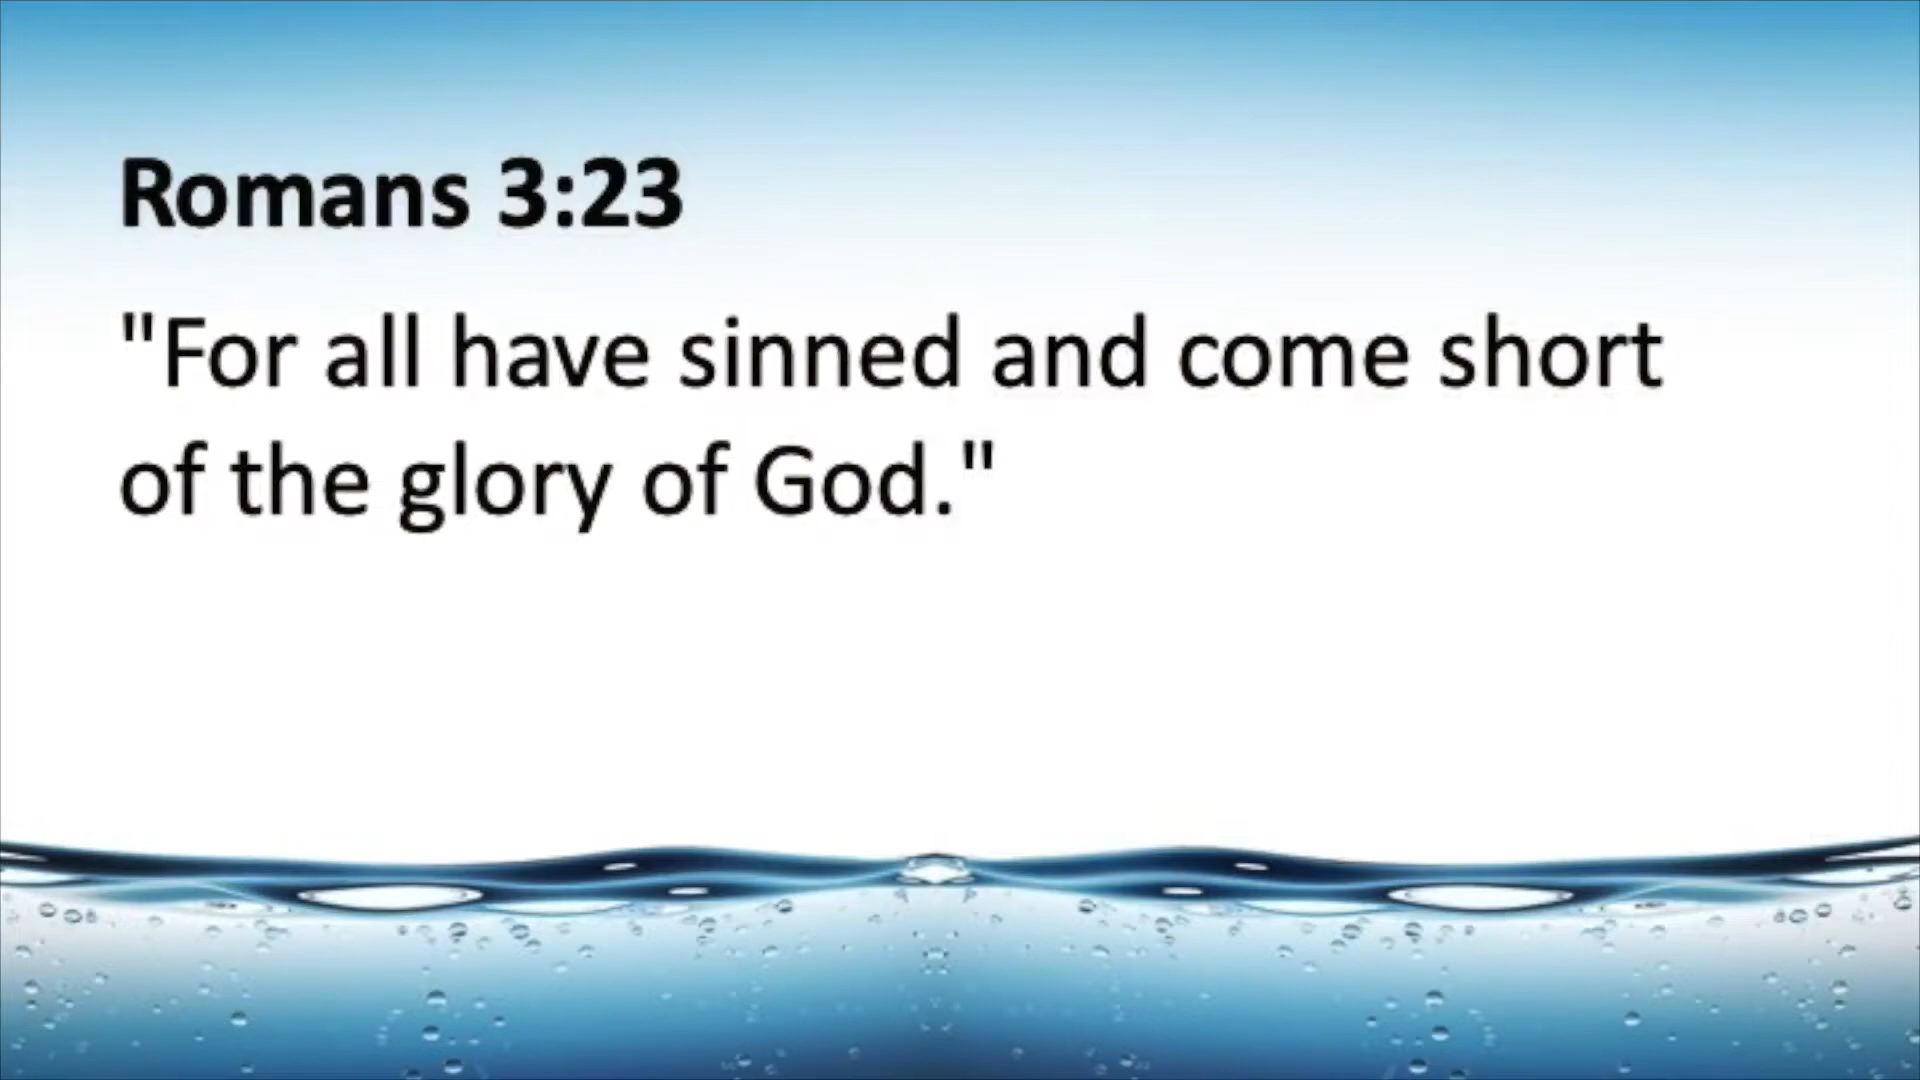 Romans 3:23
"For all have sinned and come short
of the glory of God."